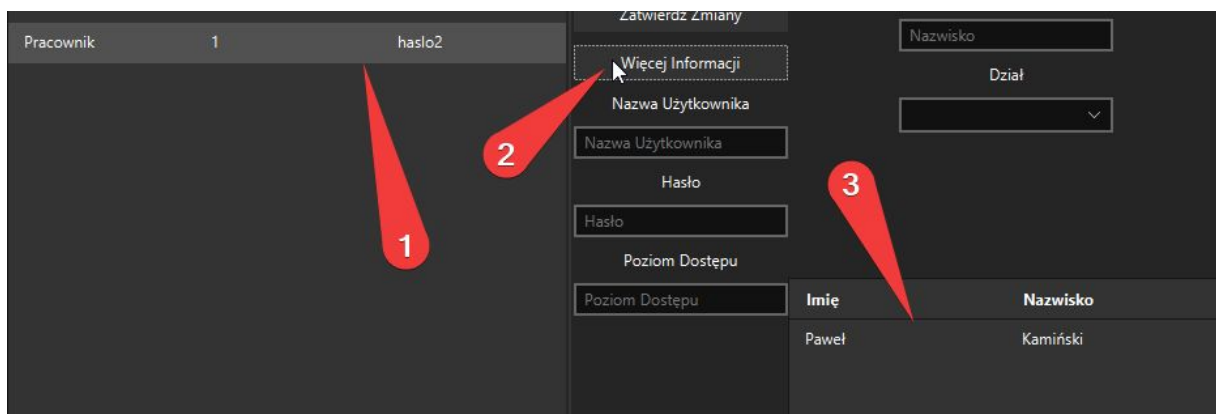 Pracownik 1 haslo2
1
Zatwierdź Zmiany
Więcej Informacji
2
Nazwa Użytkownika
Nazwa Użytkownika
Hasło
Hasło
Poziom Dostępu
Poziom Dostępu
Nazwisko
Dział
3
Imię Nazwisko
Paweł Kamiński